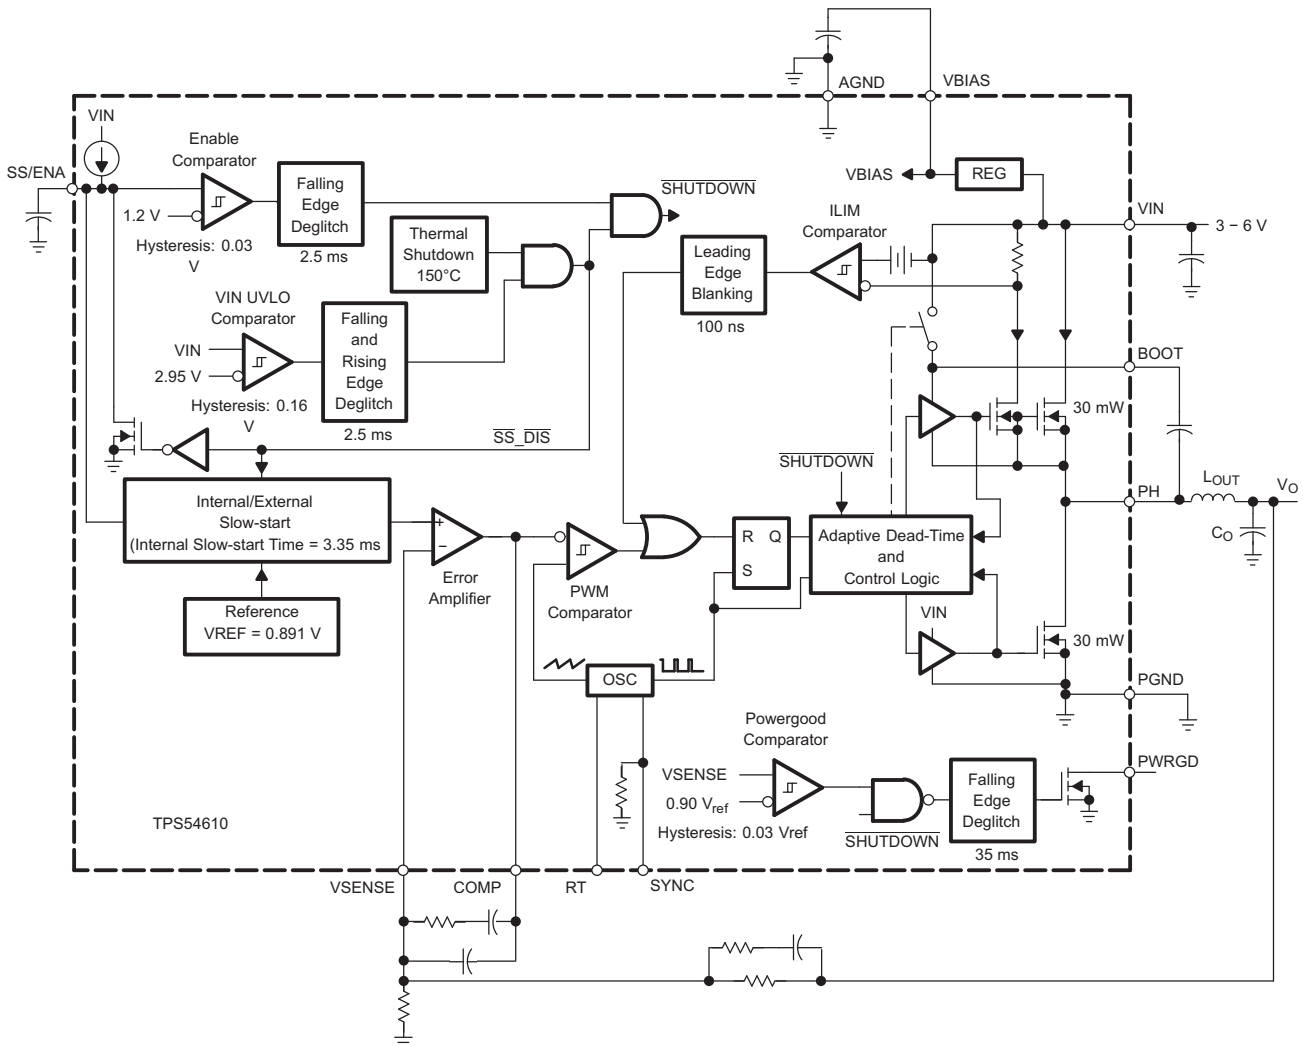 AGND
VBIAS
VIN
SS/ENA
Enable
Comparator
1.2 V
Hysteresis: 0.03
V
Falling
Edge
Deglitch
2.5 ms
Thermal
Shutdown
150°C
SHUTDOWN
VBIAS
REG
ILIM
Comparator
VIN
3 − 6 V
Leading
Edge
Blanking
100 ns
VIN UVLO
Comparator
VIN
2.95 V
Hysteresis: 0.16
V
Falling
and
Rising
Edge
Deglitch
2.5 ms
BOOT
30 mW
SS_DIS
SHUTDOWN
PH
LOUT
VO
CO
Internal/External
Slow-start
(Internal Slow-start Time = 3.35 ms
+
−
Error
Amplifier
PWM
Comparator
R
Q
S
Adaptive Dead-Time
and
Control Logic
Reference
VREF = 0.891 V
VIN
30 mW
OSC
PGND
Powergood
Comparator
VSENSE
0.90 Vref
Hysteresis: 0.03 Vref
SHUTDOWN
Falling
Edge
Deglitch
35 ms
PWRGD
TPS54610
VSENSE
COMP
RT
SYNC